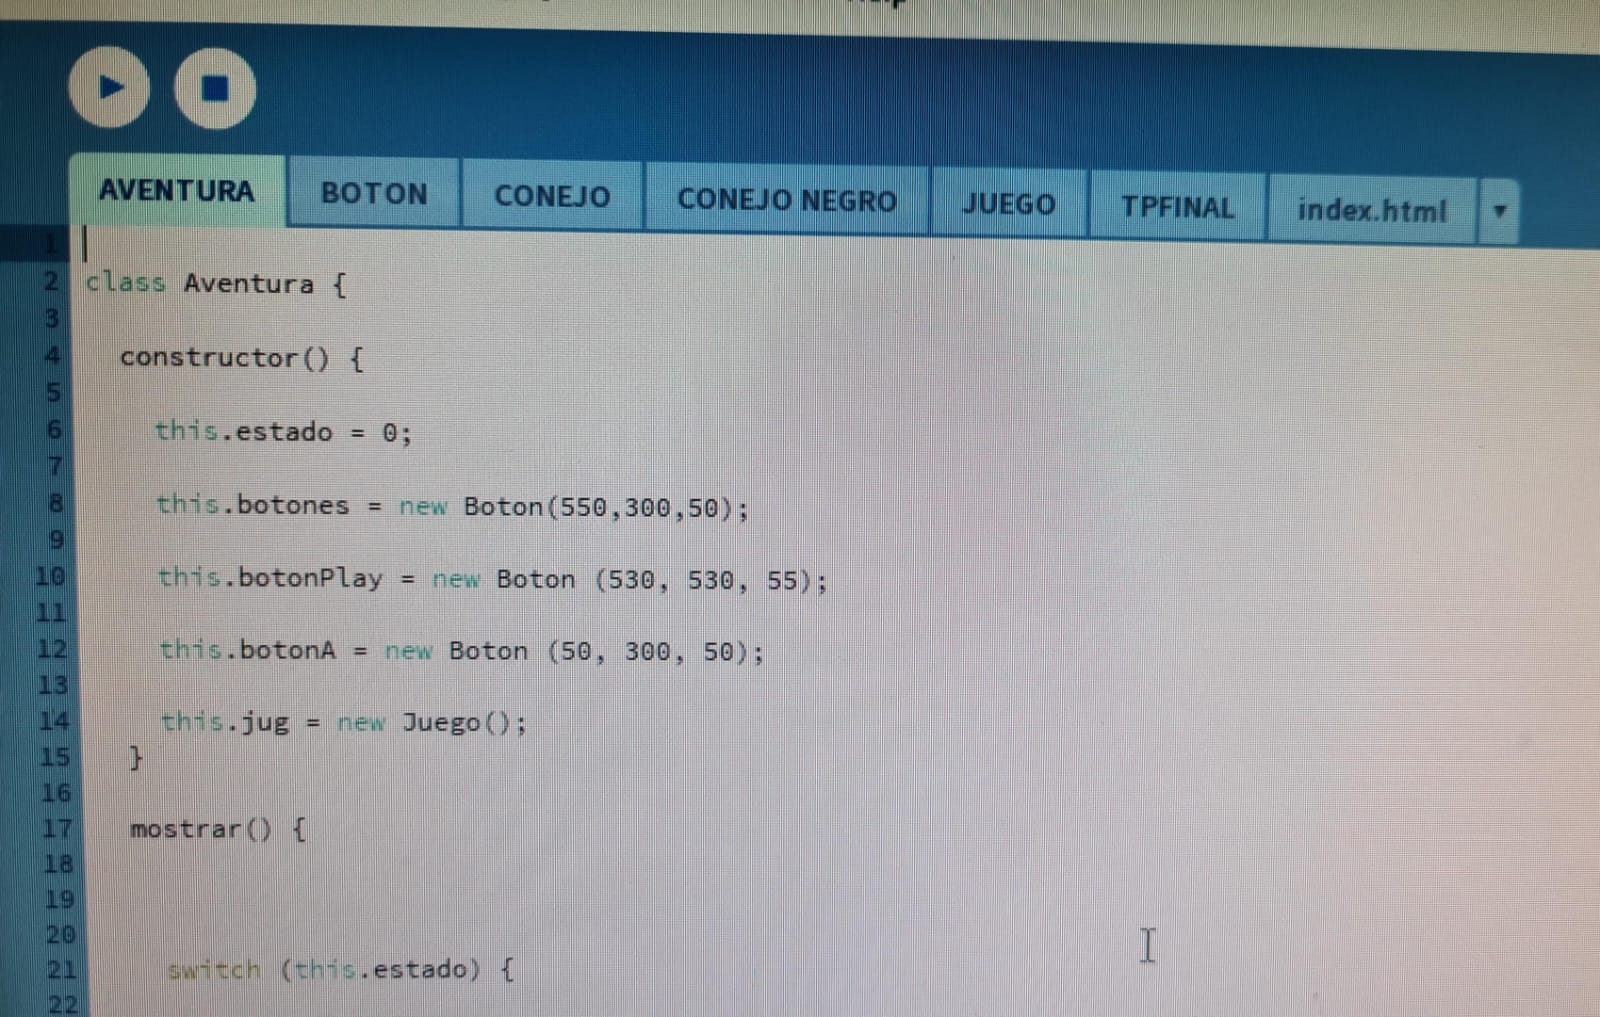 AVENTURA BOTON CONEJO CONEJO NEGRO JUEGO TPFINAL index.html ▼
1
2 class Aventura {
3
4 constructor() {
5
6 this.estado = 0;
7
8 this.botones = new Boton(550,300,50);
9
10 this.botonPlay = new Boton (530, 530, 55);
11
12 this.botonA = new Boton (50, 300, 50);
13
14 this.jug = new Juego();
15 }
16
17 mostrar() {
18
19
20
21 switch (this.estado) {
22